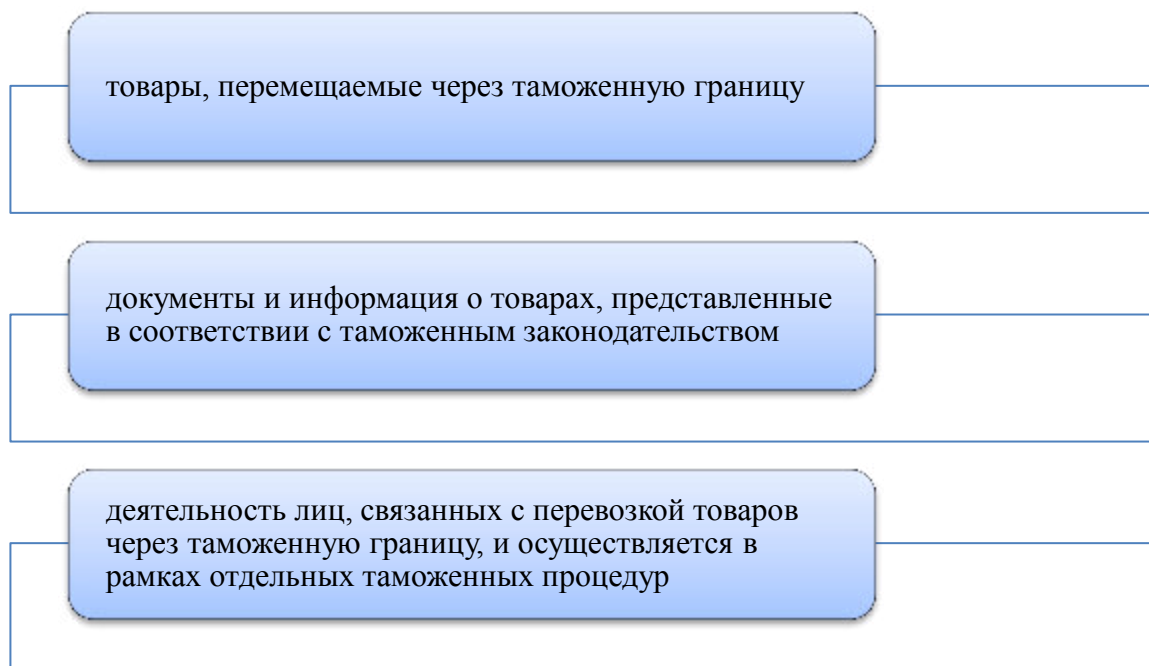 товары, перемещаемые через таможенную границу
документы и информация о товарах, представленные
в соответствии с таможенным законодательством
деятельность лиц, связанных с перевозкой товаров
через таможенную границу, и осуществляется в
рамках отдельных таможенных процедур